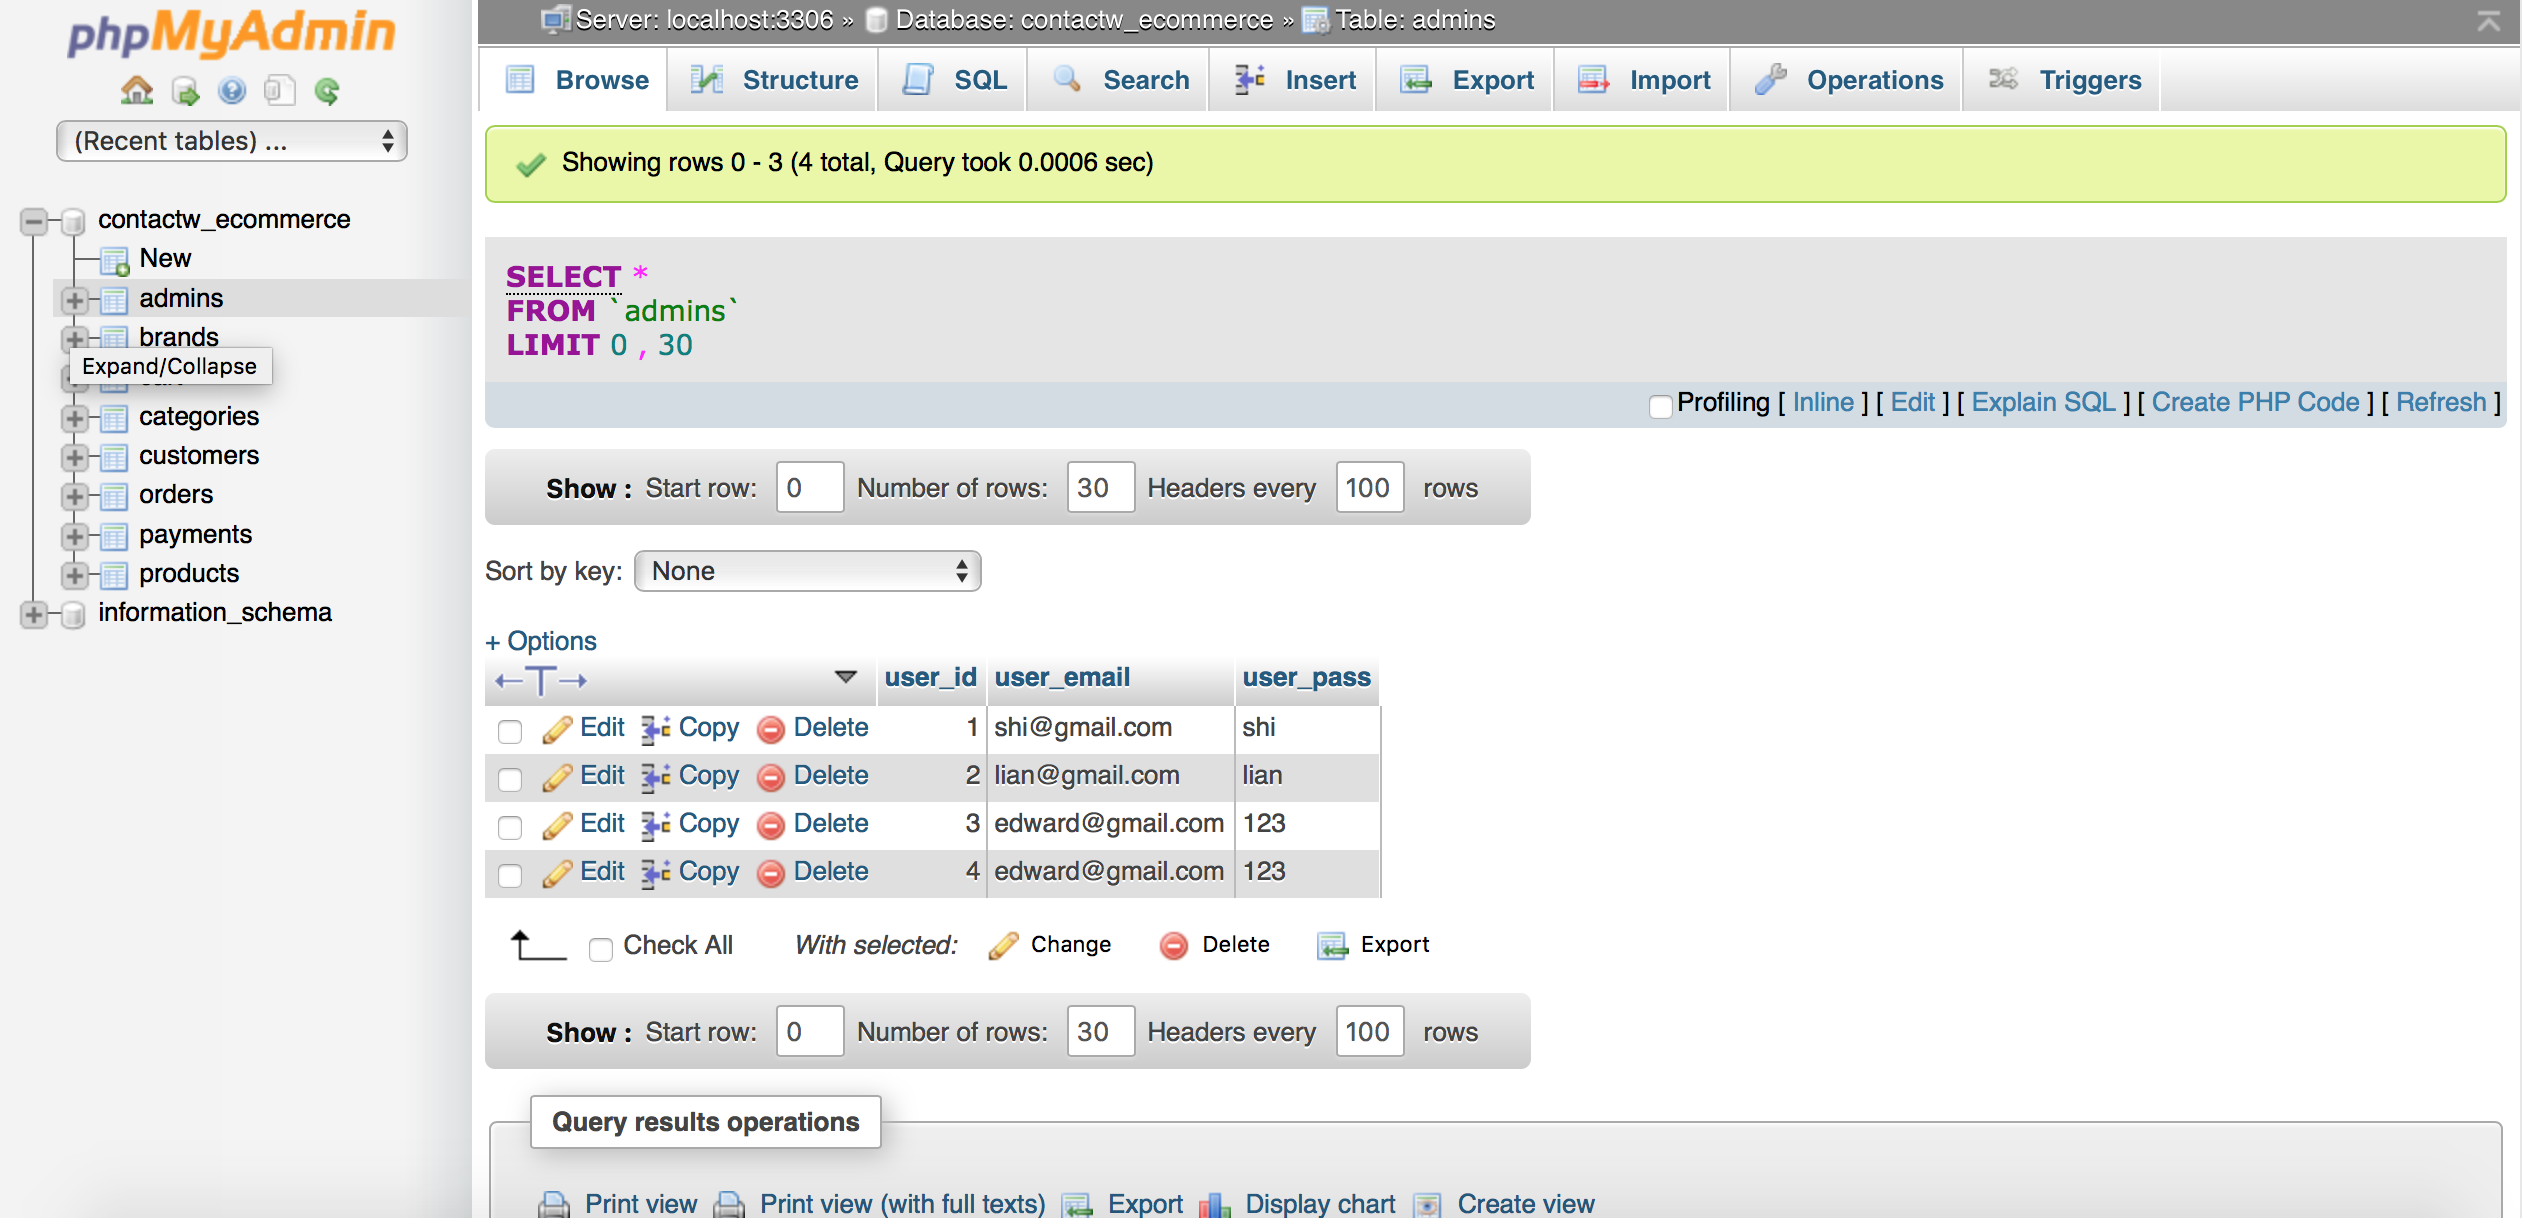 phpMyAdmin
(Recent tables) ...
contactw_ecommerce
New
admins
brands
Expand/Collapse
categories
customers
orders
payments
products
information_schema
Server: localhost:3306 » Database: contactw_ecommerce » Table: admins
Browse Structure SQL Search Insert Export Import Operations Triggers
Showing rows 0 - 3 (4 total, Query took 0.0006 sec)
SELECT *
FROM `admins`
LIMIT 0 , 30
Profiling [ Inline ] [ Edit ] [ Explain SQL ] [ Create PHP Code ] [ Refresh ]
Show : Start row: 0 Number of rows: 30 Headers every 100 rows
Sort by key: None
+ Options
←T→ user_id user_email user_pass
Edit Copy Delete 1 shi@gmail.com shi
Edit Copy Delete 2 lian@gmail.com lian
Edit Copy Delete 3 edward@gmail.com 123
Edit Copy Delete 4 edward@gmail.com 123
Check All With selected: Change Delete Export
Show : Start row: 0 Number of rows: 30 Headers every 100 rows
Query results operations
Print view Print view (with full texts) Export Display chart Create view